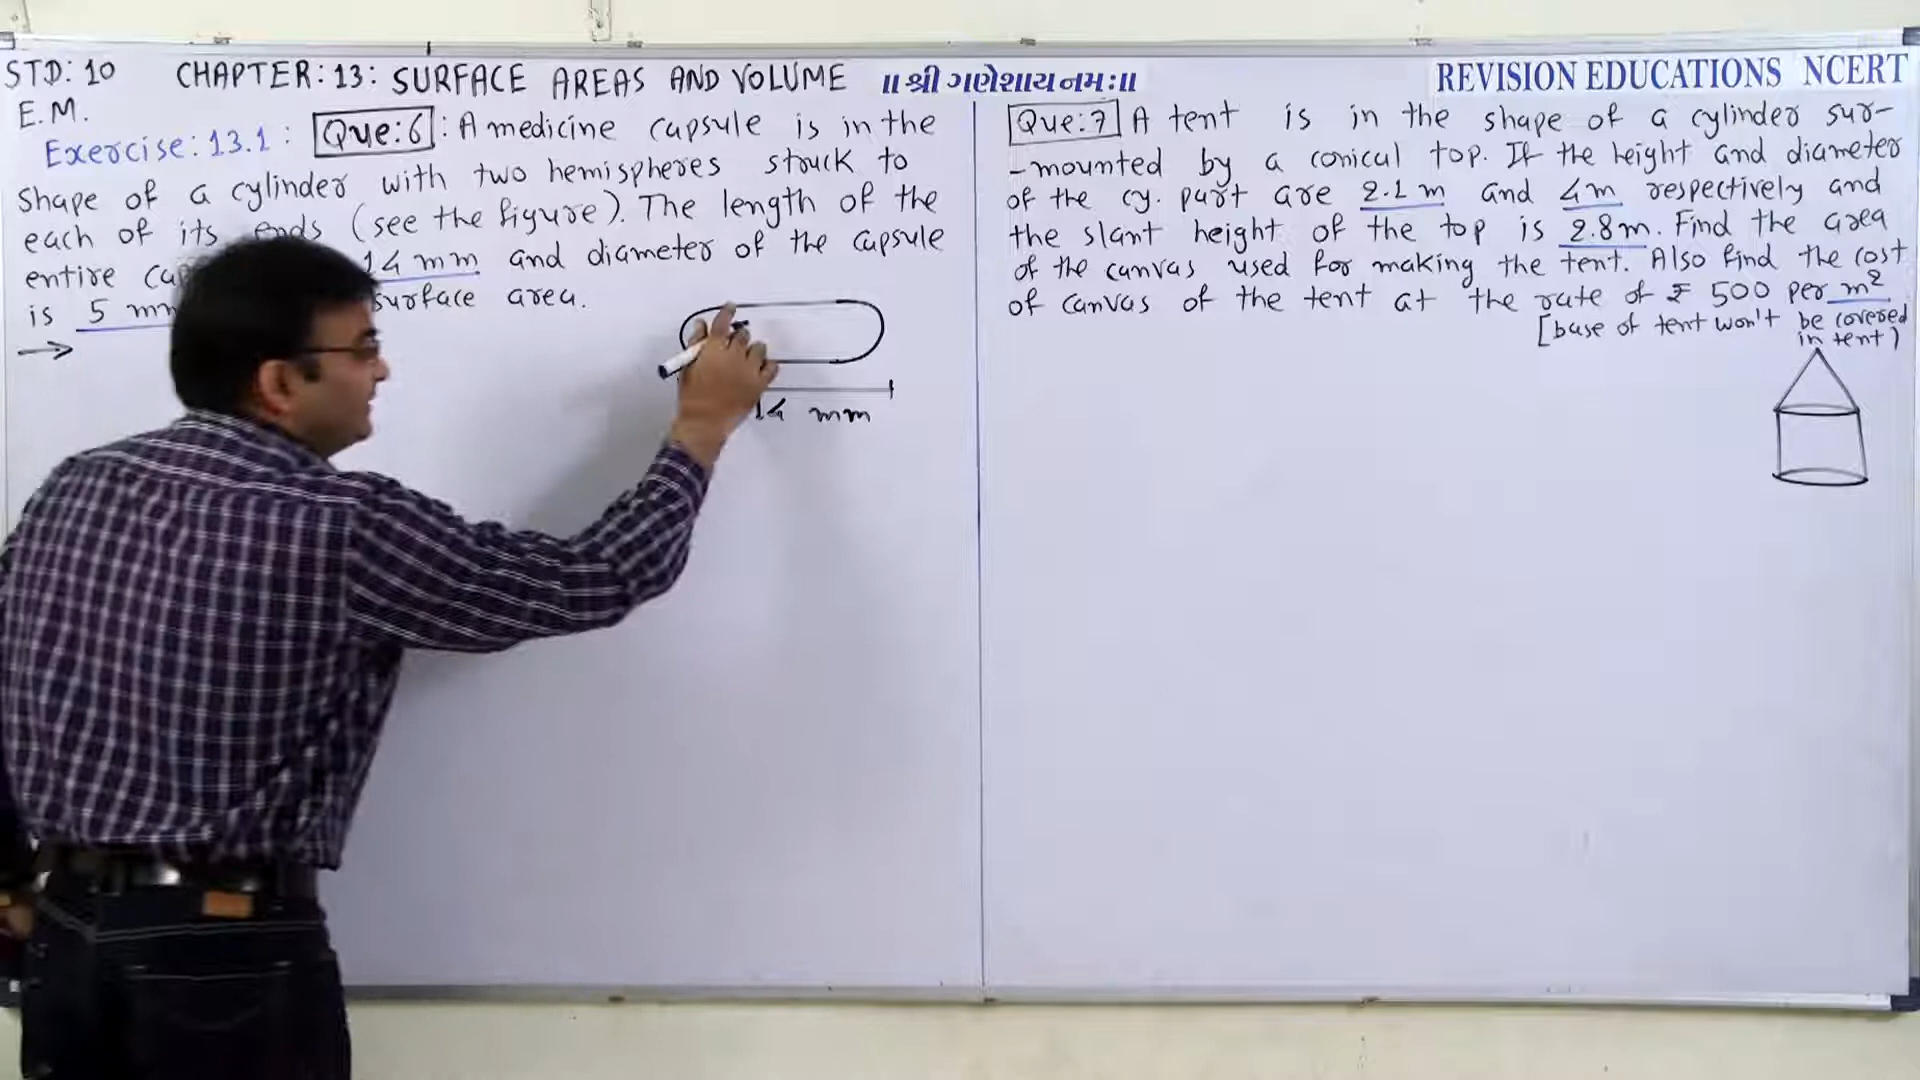 STD: 10 CHAPTER: 13: SURFACE AREAS AND VOLUME ॥ શ્રી ગણેશાય નમઃ ॥ REVISION EDUCATIONS NCERT
E.M.
Exercise: 13.1: Que: 6 : A medicine capsule is in the
shape of a cylinder with two hemispheres struck to
each of its ends (see the figure). The length of the
entire 14 mm and diameter of the capsule
is 5 mm surface area.
→
14 mm
Que: 7 A tent is in the shape of a cylinder sur-
-mounted by a conical top. If the height and diameter
of the cy. part are 2.1 m and 4m respectively and
the slant height of the top is 2.8m. Find the area
of the canvas used for making the tent. Also find the cost
of canvas of the tent at the rate of ₹ 500 per m²
[base of tent won't be covered
in tent)